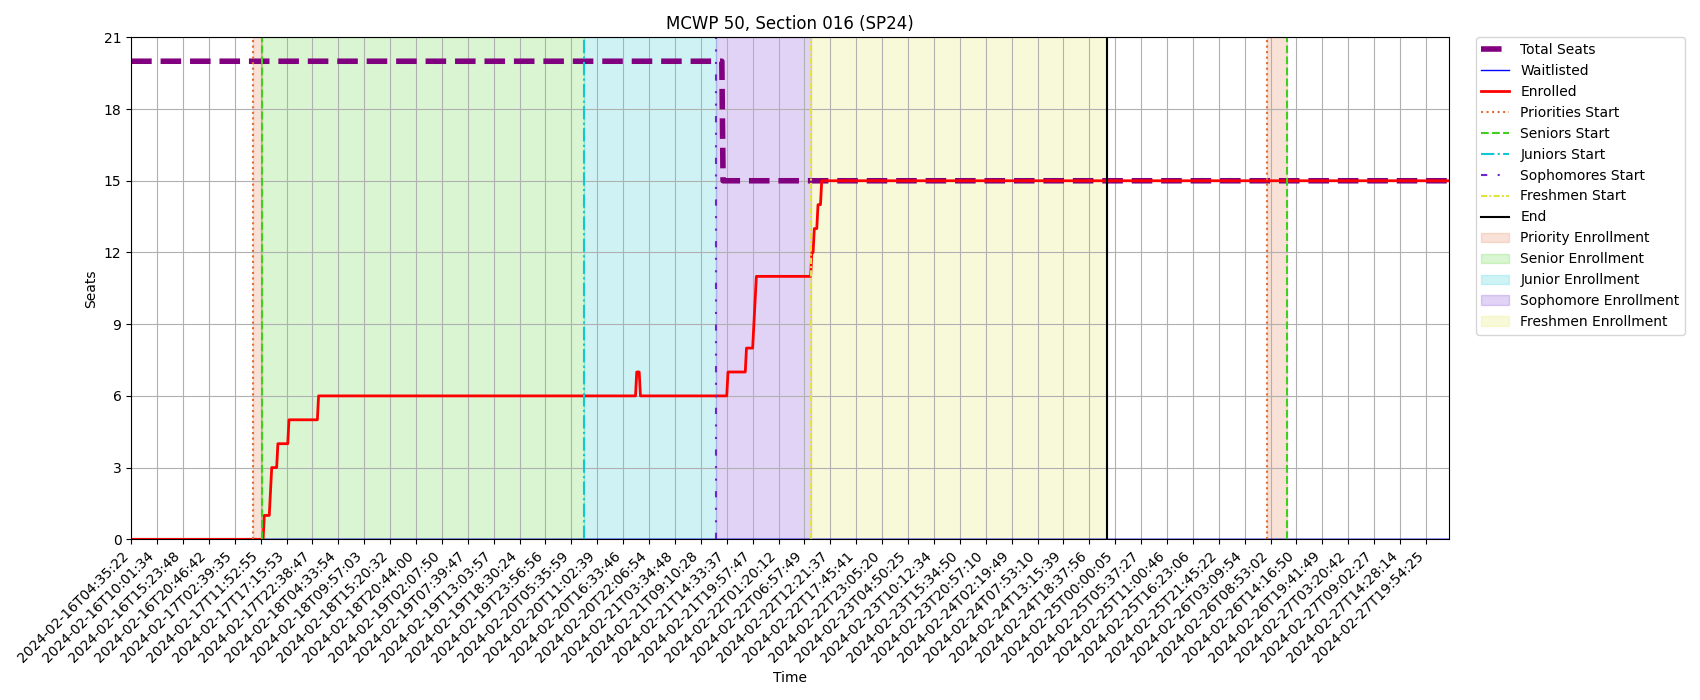 MCWP 50, Section 016 (SP24)
Seats
21
18
15
12
9
6
3
0
2024-02-16T04:35:22
2024-02-16T10:01:34
2024-02-16T15:23:48
2024-02-16T20:46:42
2024-02-17T02:39:35
2024-02-17T11:52:55
2024-02-17T17:15:53
2024-02-17T22:38:47
2024-02-18T04:33:54
2024-02-18T09:57:03
2024-02-18T15:20:32
2024-02-18T20:44:00
2024-02-19T02:07:50
2024-02-19T07:39:47
2024-02-19T13:03:57
2024-02-19T18:30:24
2024-02-19T23:56:56
2024-02-20T05:35:59
2024-02-20T11:02:39
2024-02-20T16:33:46
2024-02-20T22:06:54
2024-02-21T03:34:48
2024-02-21T09:10:28
2024-02-21T14:33:37
2024-02-21T19:57:47
2024-02-22T01:20:12
2024-02-22T06:57:49
2024-02-22T12:21:37
2024-02-22T17:45:41
2024-02-22T23:05:20
2024-02-23T04:50:25
2024-02-23T10:12:34
2024-02-23T15:34:50
2024-02-23T20:57:10
2024-02-24T02:19:49
2024-02-24T07:53:10
2024-02-24T13:15:39
2024-02-24T18:37:56
2024-02-25T00:00:05
2024-02-25T05:37:27
2024-02-25T11:00:46
2024-02-25T16:23:06
2024-02-25T21:45:22
2024-02-26T03:09:54
2024-02-26T08:53:02
2024-02-26T14:16:50
2024-02-26T19:41:49
2024-02-27T03:20:42
2024-02-27T09:02:27
2024-02-27T14:28:14
2024-02-27T19:54:25
Time
Total Seats
Waitlisted
Enrolled
Priorities Start
Seniors Start
Juniors Start
Sophomores Start
Freshmen Start
End
Priority Enrollment
Senior Enrollment
Junior Enrollment
Sophomore Enrollment
Freshmen Enrollment